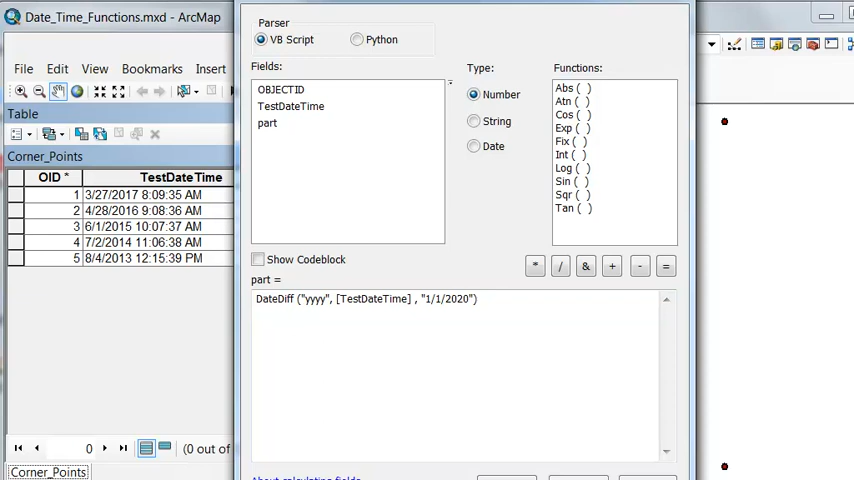 Date_Time_Functions.mxd - ArcMap
File Edit View Bookmarks Insert
Table
Corner_Points
OID * TestDateTime
1 3/27/2017 8:09:35 AM
2 4/28/2016 9:08:36 AM
3 6/1/2015 10:07:37 AM
4 7/2/2014 11:06:38 AM
5 8/4/2013 12:15:39 PM
0 (0 out of
Corner_Points
Parser
VB Script Python
Fields:
OBJECTID
TestDateTime
part
Type:
Number
String
Date
Functions:
Abs ( )
Atn ( )
Cos ( )
Exp ( )
Fix ( )
Int ( )
Log ( )
Sin ( )
Sqr ( )
Tan ( )
Show Codeblock
* / & + - =
part =
DateDiff ("yyyy", [TestDateTime] , "1/1/2020")
About calculating fields